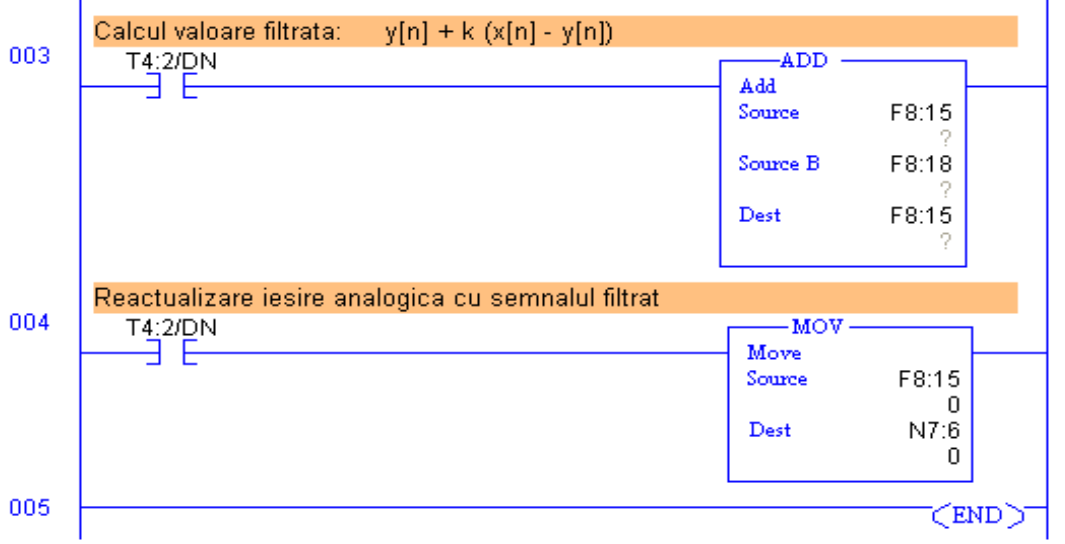 Calcul valoare filtrata: y[n] + k (x[n] - y[n])
003
T4:2/DN
ADD
Add
Source F8:15
?
Source B F8:18
?
Dest F8:15
?
Reactualizare iesire analogica cu semnalul filtrat
004
T4:2/DN
MOV
Move
Source F8:15
0
Dest N7:6
0
005
<END>